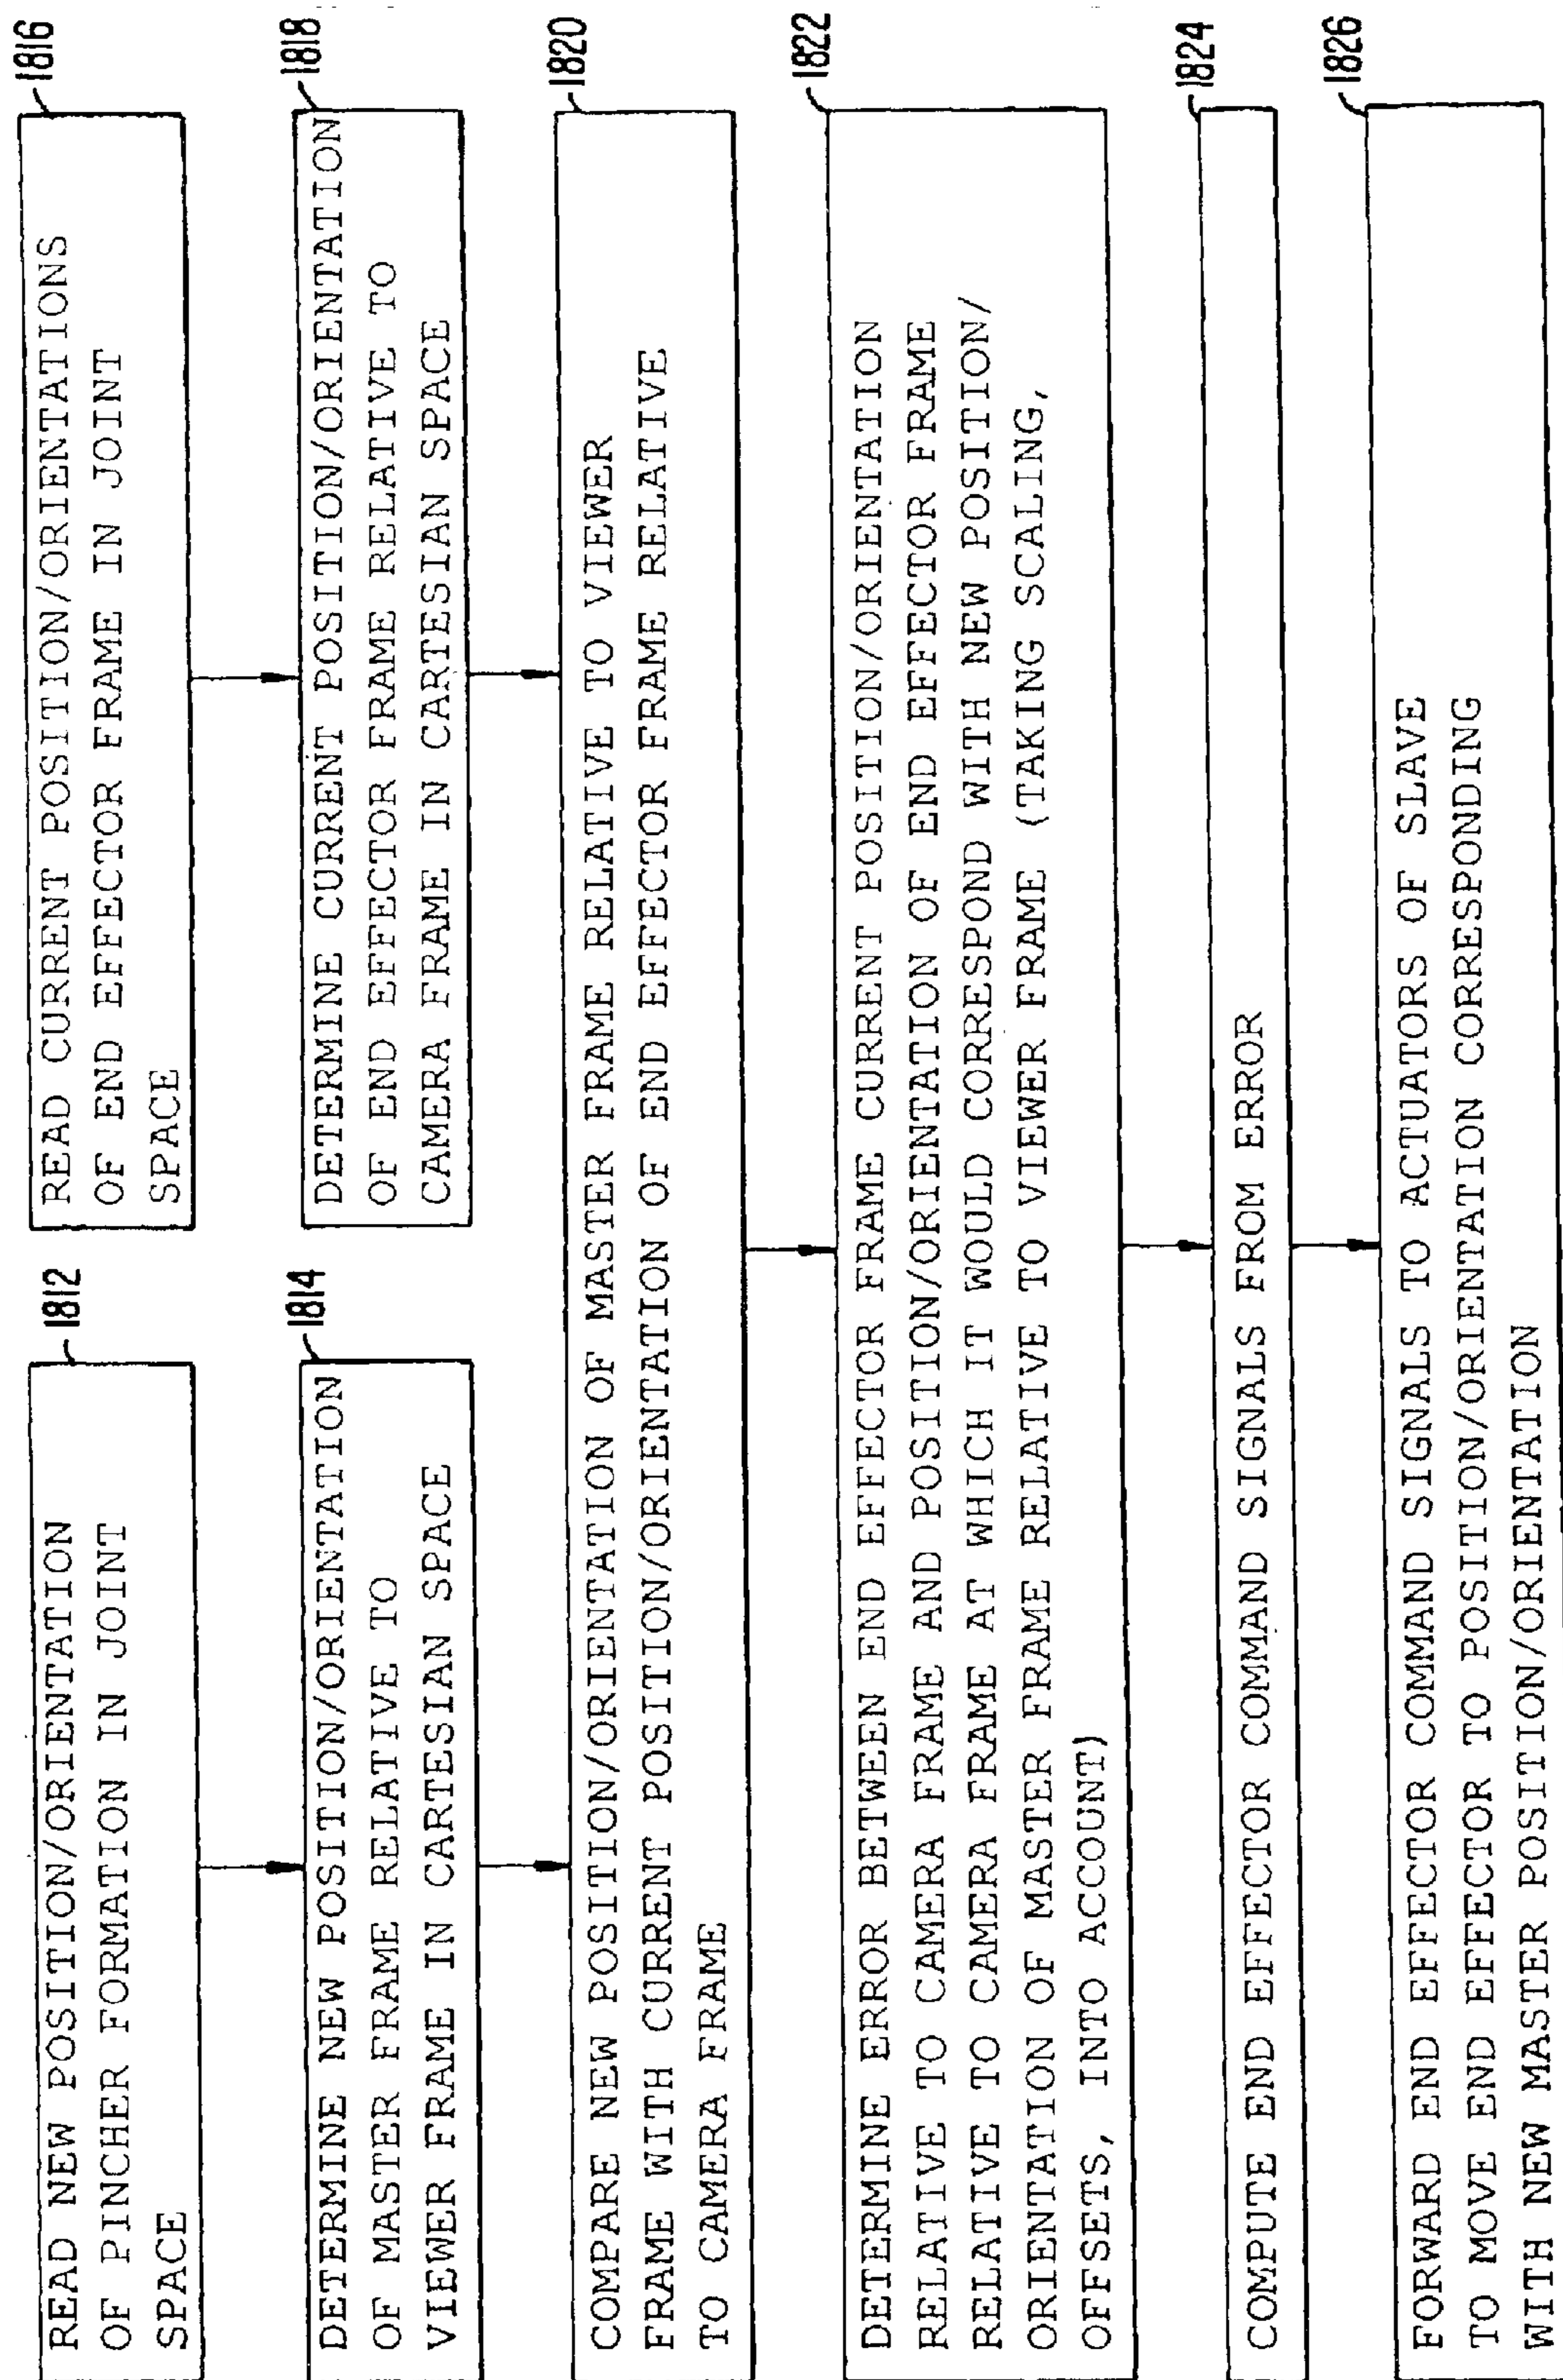 1812
READ NEW POSITION/ORIENTATION
OF PINCHER FORMATION IN JOINT
SPACE
1816
READ CURRENT POSITION/ORIENTATIONS
OF END EFFECTOR FRAME IN JOINT
SPACE
1814
DETERMINE NEW POSITION/ORIENTATION
OF MASTER FRAME RELATIVE TO
VIEWER FRAME IN CARTESIAN SPACE
1818
DETERMINE CURRENT POSITION/ORIENTATION
OF END EFFECTOR FRAME RELATIVE TO
CAMERA FRAME IN CARTESIAN SPACE
1820
COMPARE NEW POSITION/ORIENTATION OF MASTER FRAME RELATIVE TO VIEWER
FRAME WITH CURRENT POSITION/ORIENTATION OF END EFFECTOR FRAME RELATIVE
TO CAMERA FRAME
1822
DETERMINE ERROR BETWEEN END EFFECTOR FRAME CURRENT POSITION/ORIENTATION
RELATIVE TO CAMERA FRAME AND POSITION/ORIENTATION OF END EFFECTOR FRAME
RELATIVE TO CAMERA FRAME AT WHICH IT WOULD CORRESPOND WITH NEW POSITION/
ORIENTATION OF MASTER FRAME RELATIVE TO VIEWER FRAME (TAKING SCALING,
OFFSETS, INTO ACCOUNT)
1824
COMPUTE END EFFECTOR COMMAND SIGNALS FROM ERROR
1826
FORWARD END EFFECTOR COMMAND SIGNALS TO ACTUATORS OF SLAVE
TO MOVE END EFFECTOR TO POSITION/ORIENTATION CORRESPONDING
WITH NEW MASTER POSITION/ORIENTATION